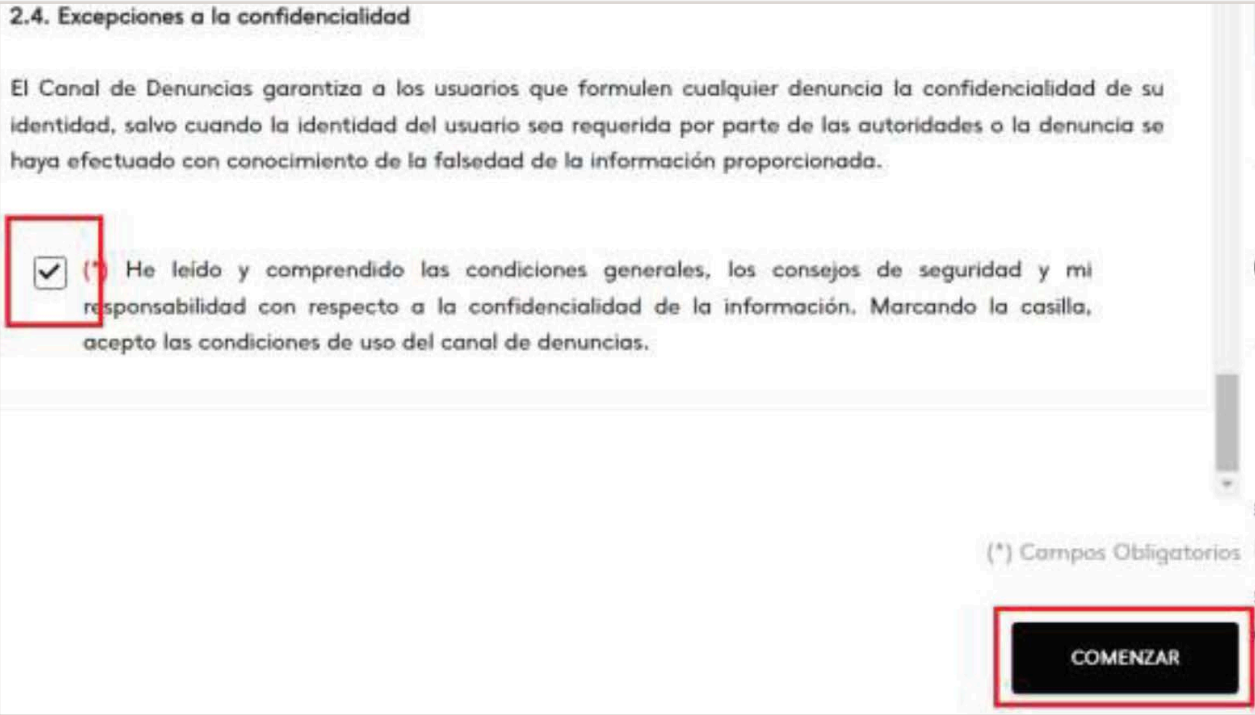 2.4. Excepciones a la confidencialidad
El Canal de Denuncias garantiza a los usuarios que formulen cualquier denuncia la confidencialidad de su
identidad, salvo cuando la identidad del usuario sea requerida por parte de las autoridades o la denuncia se
haya efectuado con conocimiento de la falsedad de la información proporcionada.
(*) He leído y comprendido las condiciones generales, los consejos de seguridad y mi
responsabilidad con respecto a la confidencialidad de la información. Marcando la casilla,
acepto las condiciones de uso del canal de denuncias.
(*) Campos Obligatorios
COMENZAR